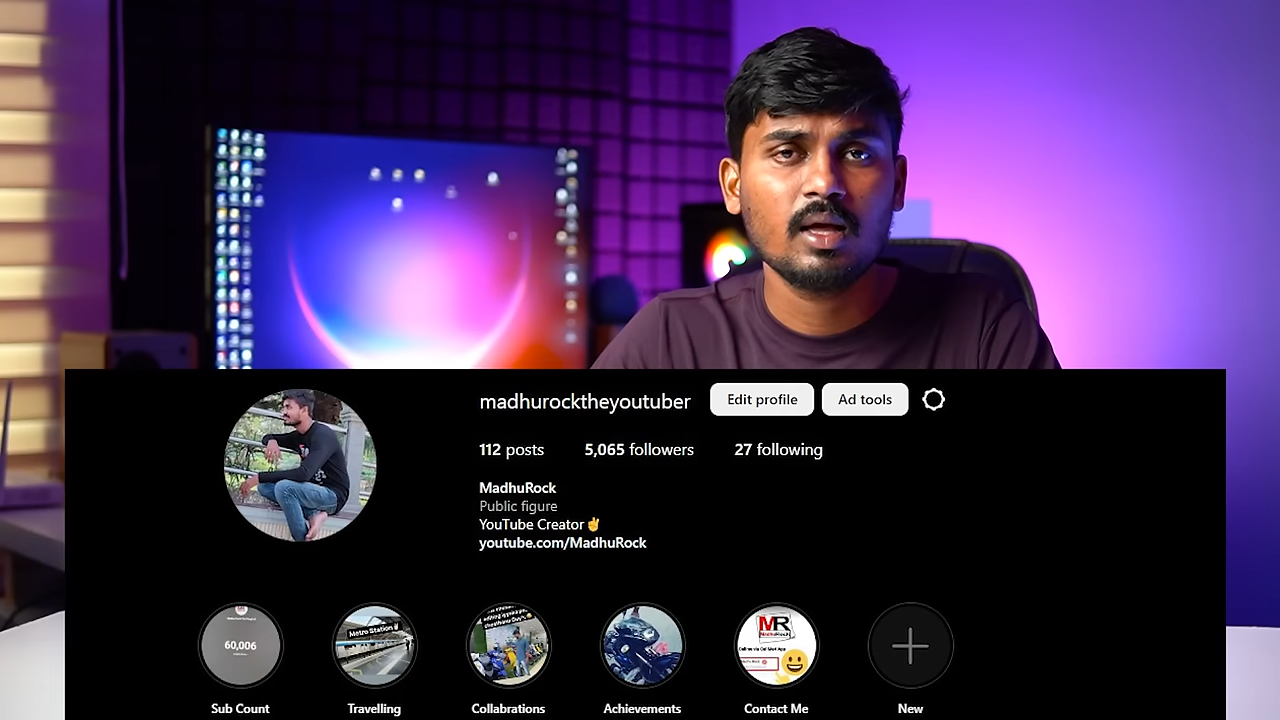 madhurocktheyoutuber Edit profile Ad tools
112 posts 5,065 followers 27 following
MadhuRock
Public figure
YouTube Creator✌
youtube.com/MadhuRock
60,006
Metro Station
MR
MadhuRock
Sub Count Travelling Collabrations Achievements Contact Me New